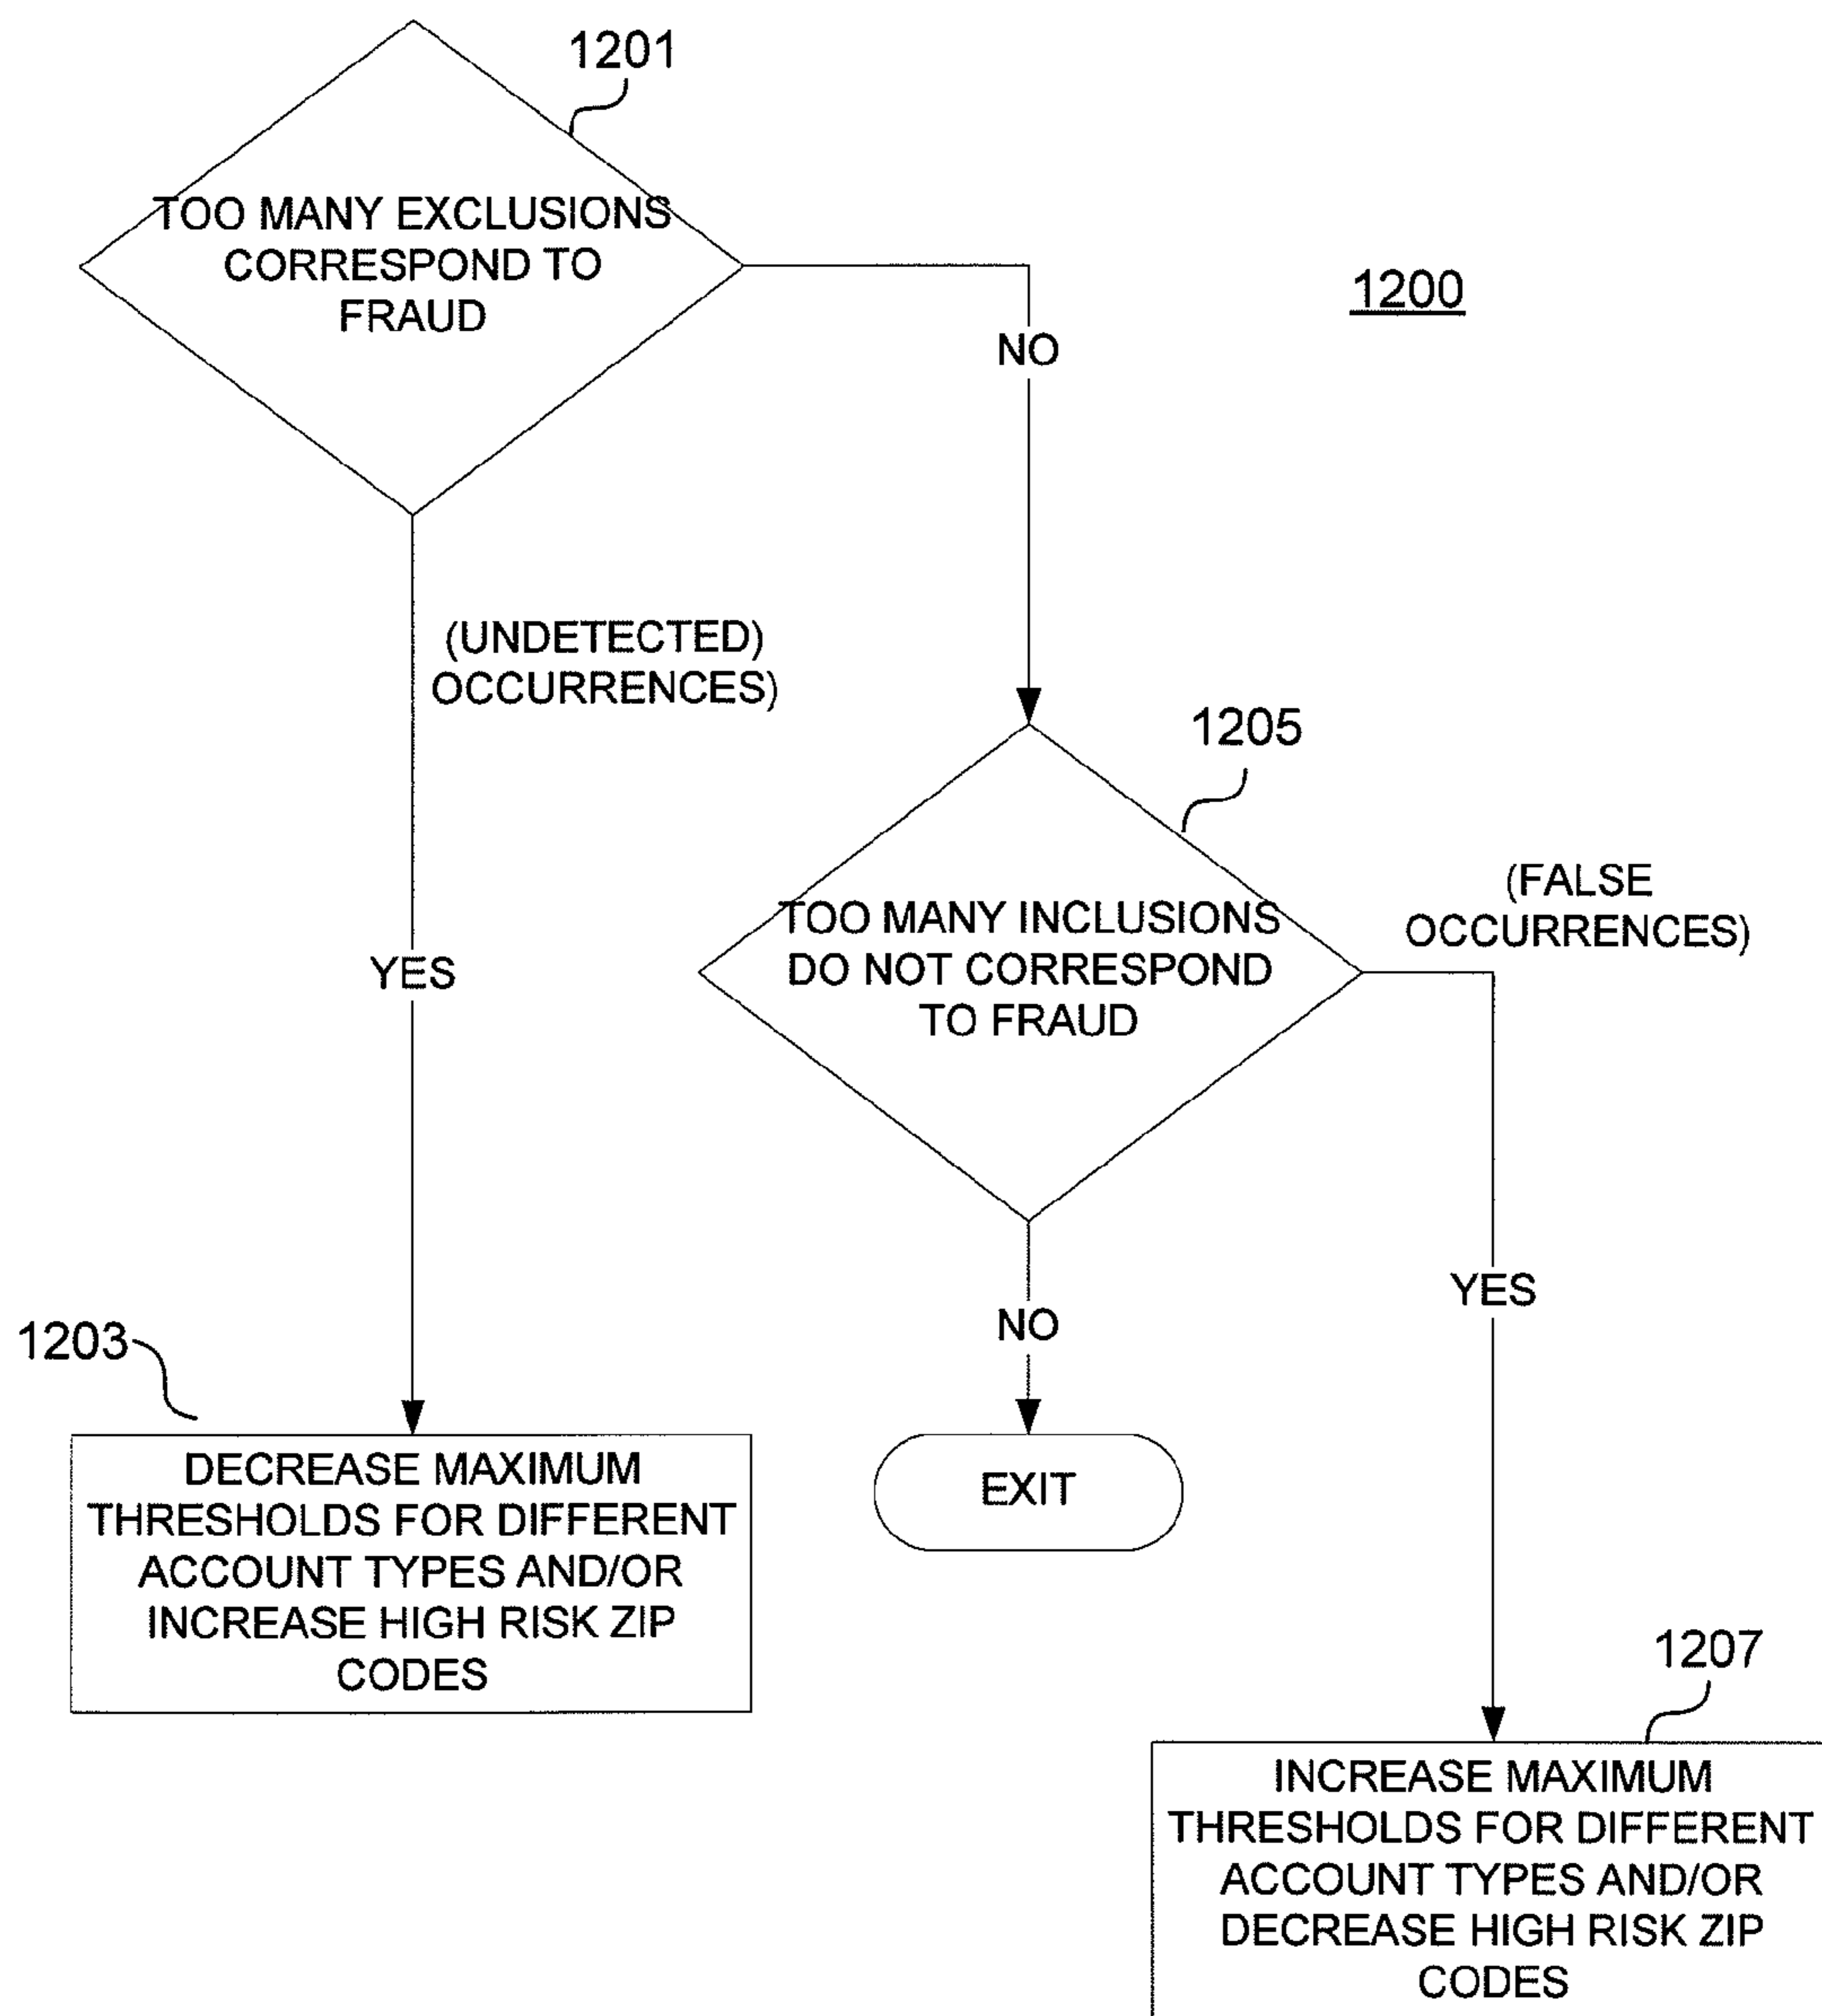 1201
TOO MANY EXCLUSIONS
CORRESPOND TO
FRAUD
1200
NO
(UNDETECTED)
OCCURRENCES)
1205
(FALSE
OCCURRENCES)
TOO MANY INCLUSIONS
DO NOT CORRESPOND
TO FRAUD
YES
YES
NO
1203
DECREASE MAXIMUM
THRESHOLDS FOR DIFFERENT
ACCOUNT TYPES AND/OR
INCREASE HIGH RISK ZIP
CODES
EXIT
1207
INCREASE MAXIMUM
THRESHOLDS FOR DIFFERENT
ACCOUNT TYPES AND/OR
DECREASE HIGH RISK ZIP
CODES